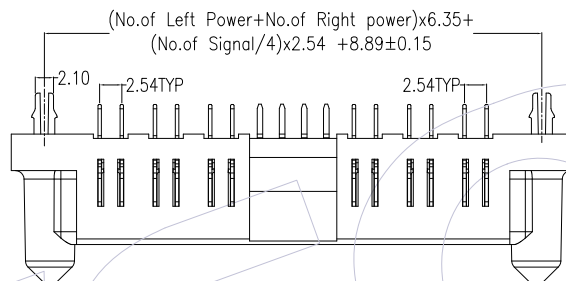 (No.of Left Power+No.of Right power)x6.35+
(No.of Signal/4)x2.54 +8.89±0.15
2.10
2.54TYP
2.54TYP